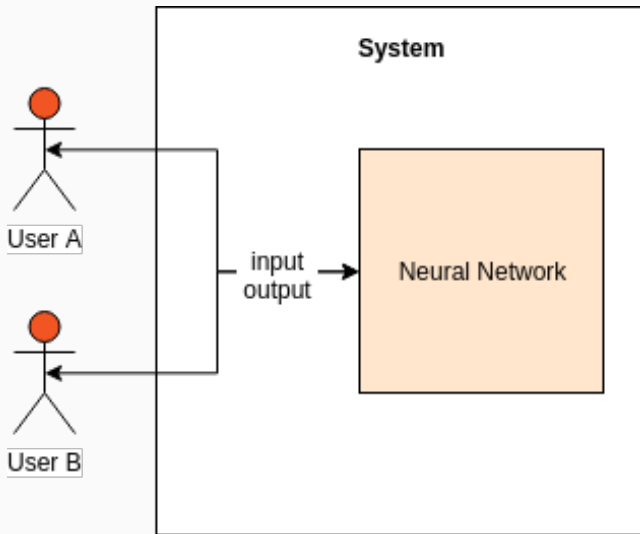 System
User A
input
output
Neural Network
User B